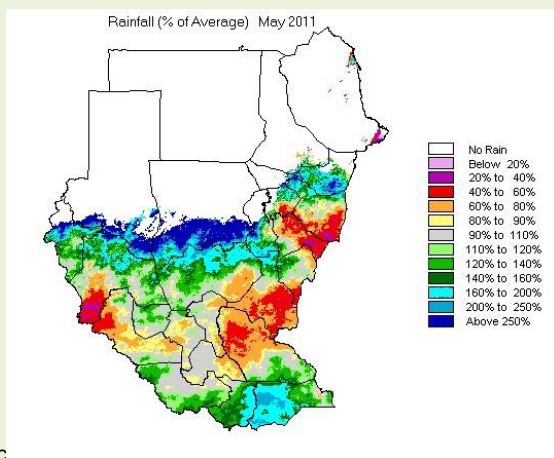 Rainfall (% of Average) May 2011
No Rain
Below 20%
20% to 40%
40% to 60%
60% to 80%
80% to 90%
90% to 110%
110% to 120%
120% to 140%
140% to 160%
160% to 200%
200% to 250%
Above 250%